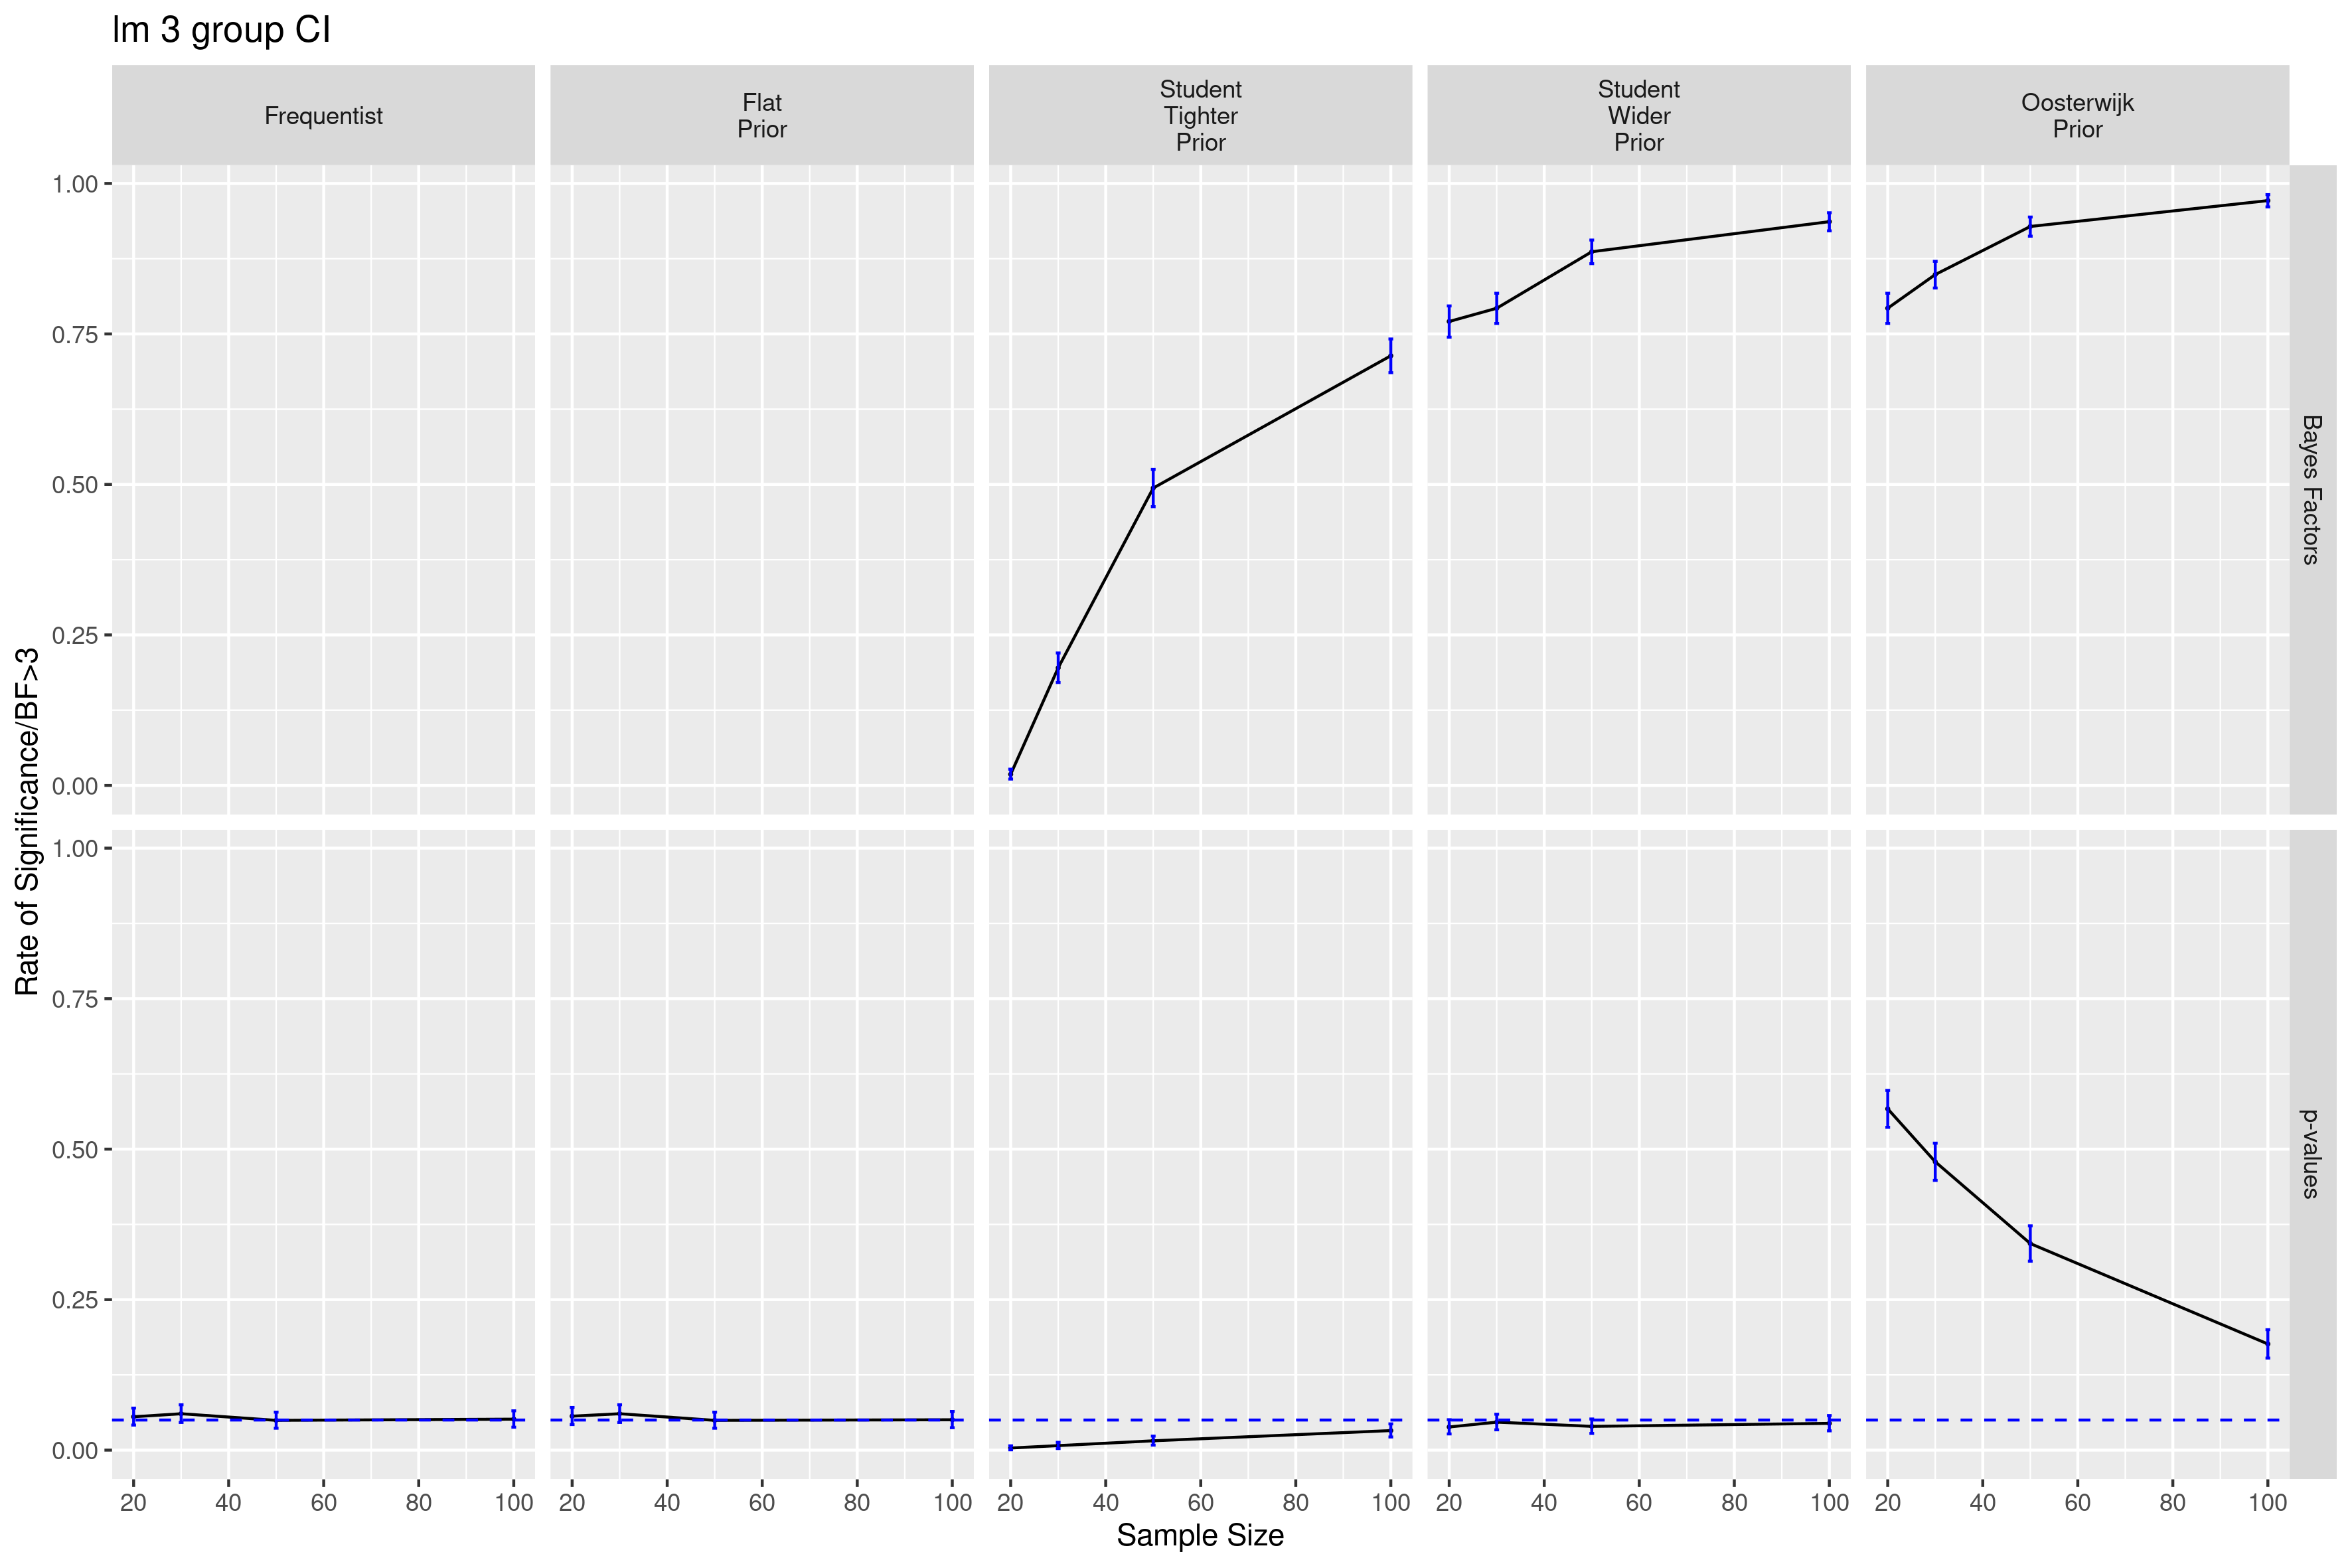 lm 3 group CI
Frequentist
Flat
Prior
Student
Tighter
Prior
Student
Wider
Prior
Oosterwijk
Prior
1.00
0.75
0.50
0.25
0.00
Bayes Factors
1.00
0.75
0.50
0.25
0.00
p-values
Rate of Significance/BF>3
20 40 60 80 100
20 40 60 80 100
20 40 60 80 100
20 40 60 80 100
20 40 60 80 100
Sample Size